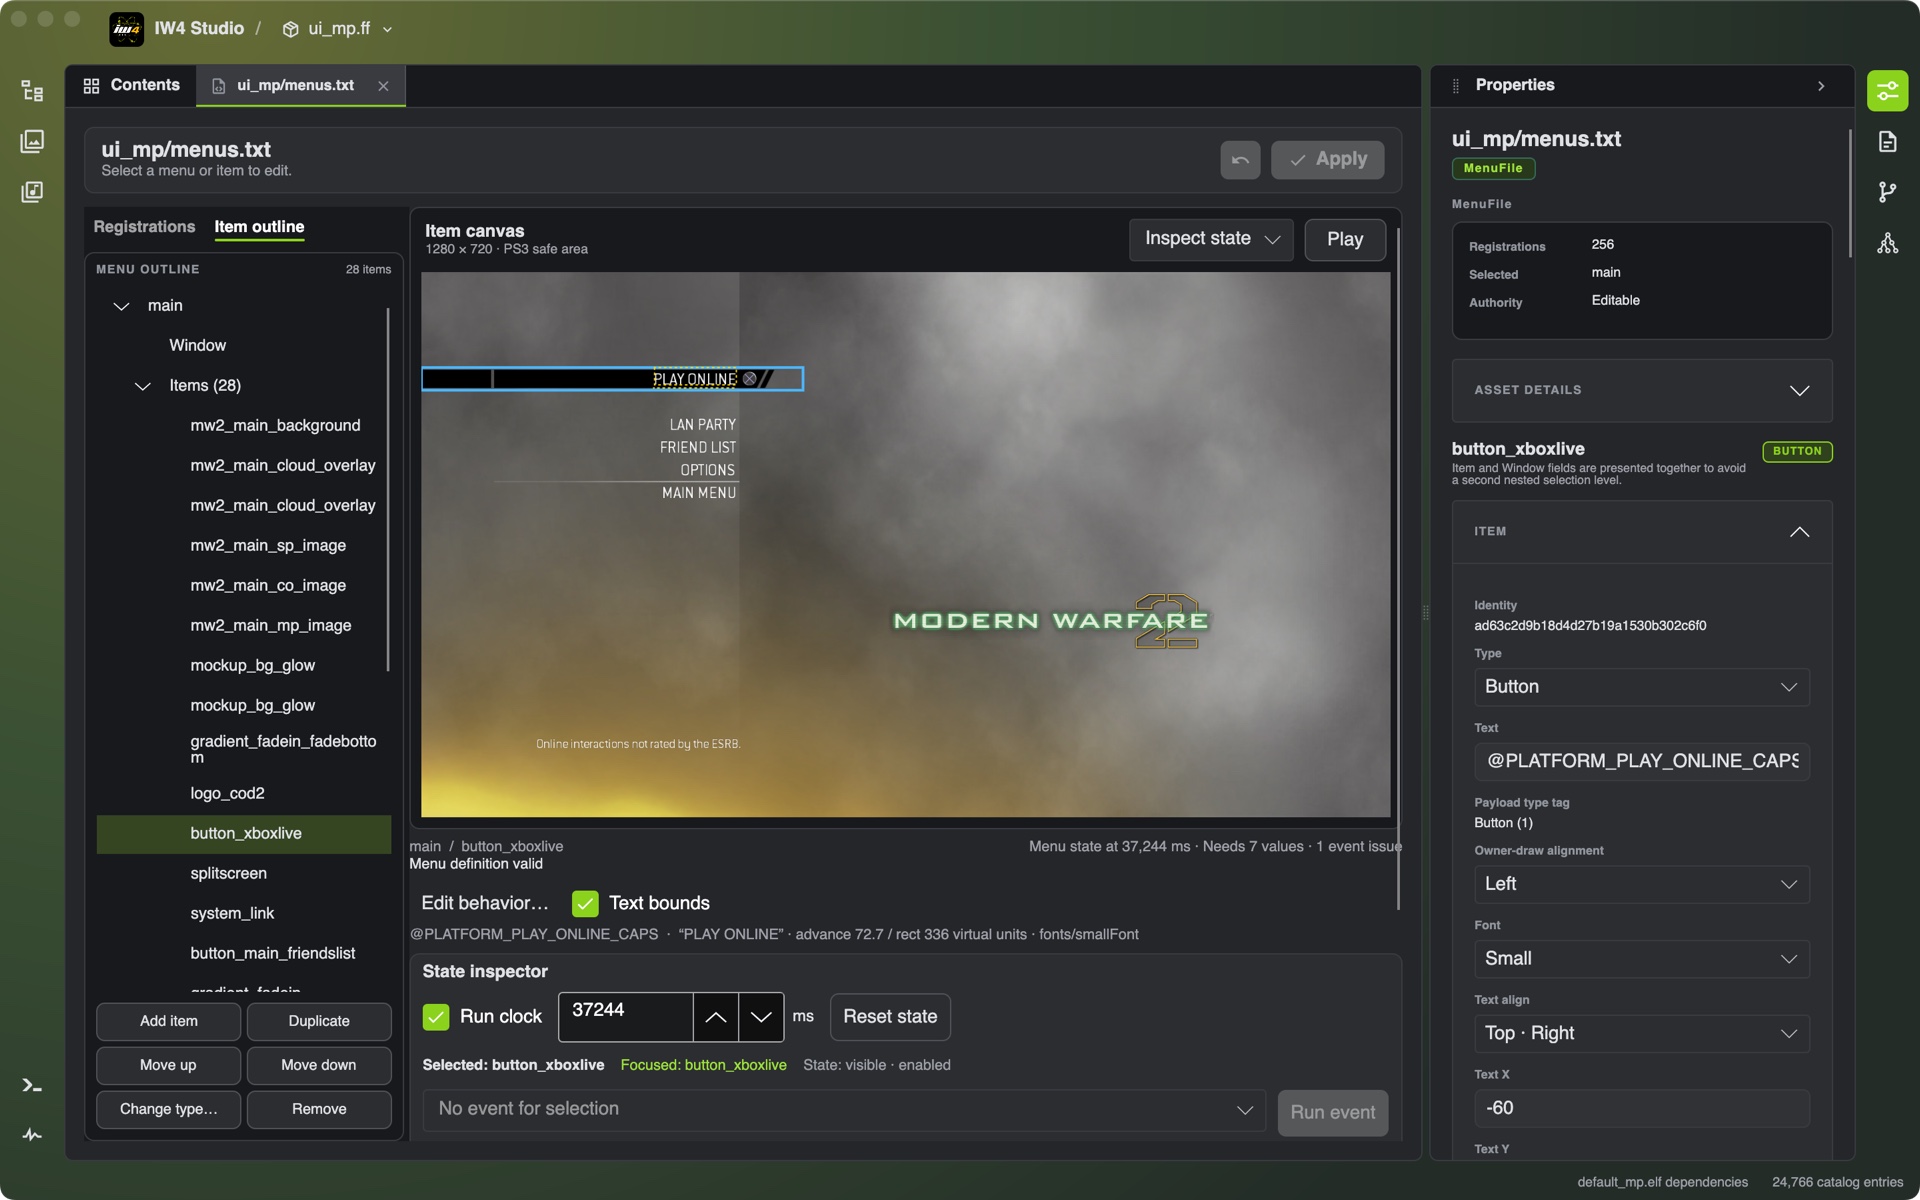 iw4 IW4 Studio / ui_mp.ff
Contents
ui_mp/menus.txt
ui_mp/menus.txt
Select a menu or item to edit.
Apply
Registrations
Item outline
MENU OUTLINE
28 items
main
Window
Items (28)
mw2_main_background
mw2_main_cloud_overlay
mw2_main_cloud_overlay
mw2_main_sp_image
mw2_main_co_image
mw2_main_mp_image
mockup_bg_glow
mockup_bg_glow
gradient_fadein_fadebotto
m
logo_cod2
button_xboxlive
splitscreen
system_link
button_main_friendslist
gradient_fadein
Add item
Duplicate
Move up
Move down
Change type…
Remove
Item canvas
1280 × 720 · PS3 safe area
Inspect state
Play
PLAY ONLINE
LAN PARTY
FRIEND LIST
OPTIONS
MAIN MENU
MODERN WARFARE
2
Online interactions not rated by the ESRB.
main / button_xboxlive
Menu state at 37,244 ms · Needs 7 values · 1 event issue
Menu definition valid
Edit behavior…
Text bounds
@PLATFORM_PLAY_ONLINE_CAPS · “PLAY ONLINE” · advance 72.7 / rect 336 virtual units · fonts/smallFont
State inspector
Run clock
37244
ms
Reset state
Selected: button_xboxlive
Focused: button_xboxlive
State: visible · enabled
No event for selection
Run event
Properties
ui_mp/menus.txt
MenuFile
MenuFile
Registrations 256
Selected main
Authority Editable
ASSET DETAILS
button_xboxlive
BUTTON
Item and Window fields are presented together to avoid
a second nested selection level.
ITEM
Identity
ad63c2d9b18d4d27b19a1530b302c6f0
Type
Button
Text
@PLATFORM_PLAY_ONLINE_CAPS
Payload type tag
Button (1)
Owner-draw alignment
Left
Font
Small
Text align
Top · Right
Text X
-60
Text Y
default_mp.elf dependencies
24,766 catalog entries